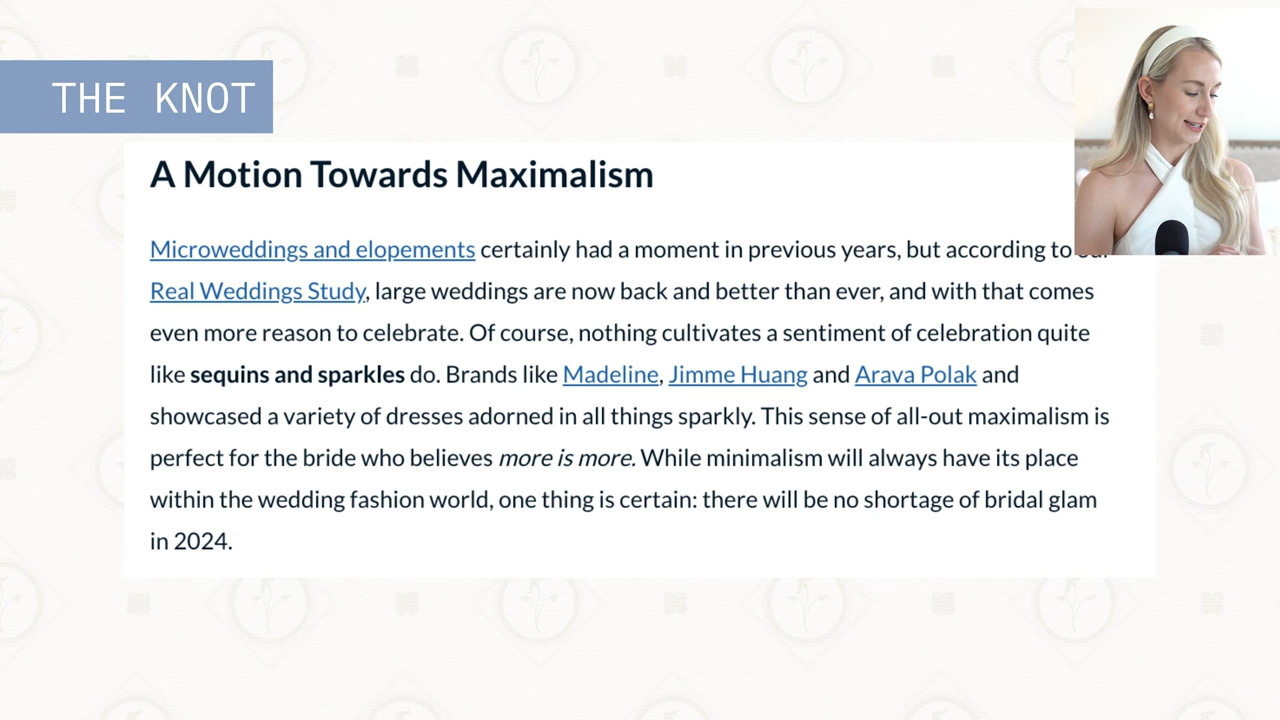 THE KNOT
A Motion Towards Maximalism
Microweddings and elopements certainly had a moment in previous years, but according to
Real Weddings Study, large weddings are now back and better than ever, and with that comes
even more reason to celebrate. Of course, nothing cultivates a sentiment of celebration quite
like sequins and sparkles do. Brands like Madeline, Jimme Huang and Arava Polak and
showcased a variety of dresses adorned in all things sparkly. This sense of all-out maximalism is
perfect for the bride who believes more is more. While minimalism will always have its place
within the wedding fashion world, one thing is certain: there will be no shortage of bridal glam
in 2024.